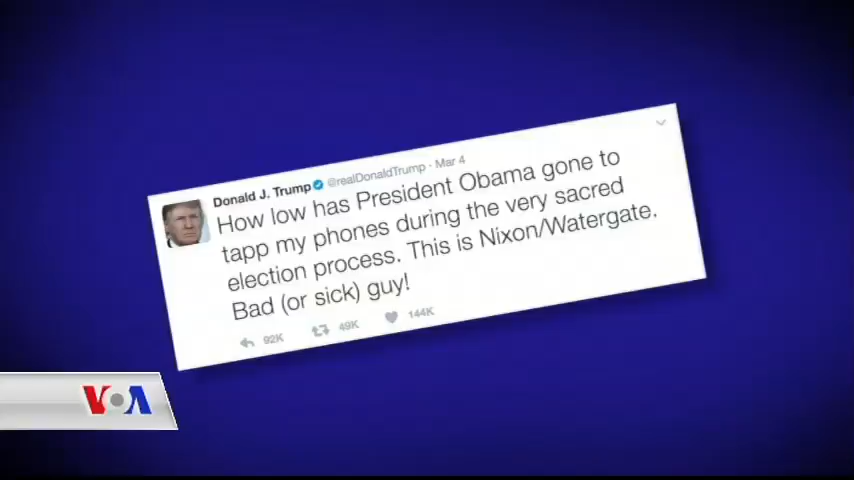 Donald J. Trump @realDonaldTrump · Mar 4
How low has President Obama gone to
tapp my phones during the very sacred
election process. This is Nixon/Watergate.
Bad (or sick) guy!
92K 49K 144K
VOA